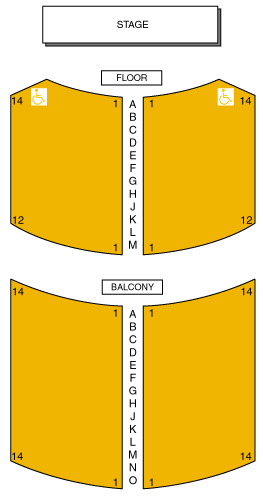 STAGE
FLOOR
14 1 A 1 14
B
C
D
E
F
G
H
J
K
12 L 12
1 M 1
BALCONY
14 14
1 A 1
B
C
D
E
F
G
H
J
K
L
M
14 N 14
1 O 1